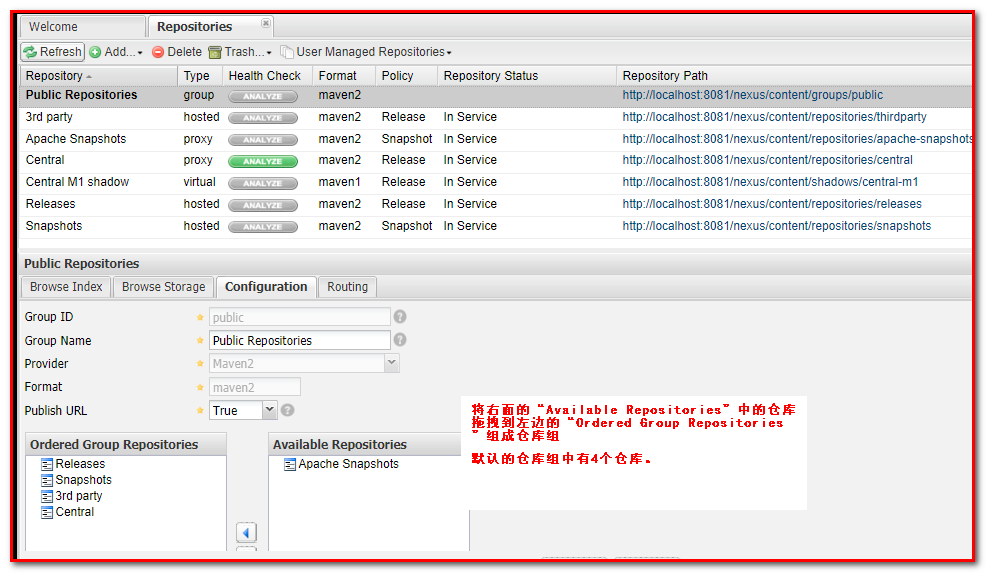 Welcome Repositories
Refresh Add... Delete Trash... User Managed Repositories
Repository Type Health Check Format Policy Repository Status Repository Path
Public Repositories group ANALYZE maven2 http://localhost:8081/nexus/content/groups/public
3rd party hosted ANALYZE maven2 Release In Service http://localhost:8081/nexus/content/repositories/thirdparty
Apache Snapshots proxy ANALYZE maven2 Snapshot In Service http://localhost:8081/nexus/content/repositories/apache-snapshots
Central proxy ANALYZE maven2 Release In Service http://localhost:8081/nexus/content/repositories/central
Central M1 shadow virtual ANALYZE maven1 Release In Service http://localhost:8081/nexus/content/shadows/central-m1
Releases hosted ANALYZE maven2 Release In Service http://localhost:8081/nexus/content/repositories/releases
Snapshots hosted ANALYZE maven2 Snapshot In Service http://localhost:8081/nexus/content/repositories/snapshots
Public Repositories
Browse Index Browse Storage Configuration Routing
Group ID public ?
Group Name Public Repositories ?
Provider Maven2
Format maven2
Publish URL True ?
Ordered Group Repositories
Releases
Snapshots
3rd party
Central
Available Repositories
Apache Snapshots
将右面的“Available Repositories”中的仓库
拖拽到左边的“Ordered Group Repositories
”组成仓库组
默认的仓库组中有4个仓库。